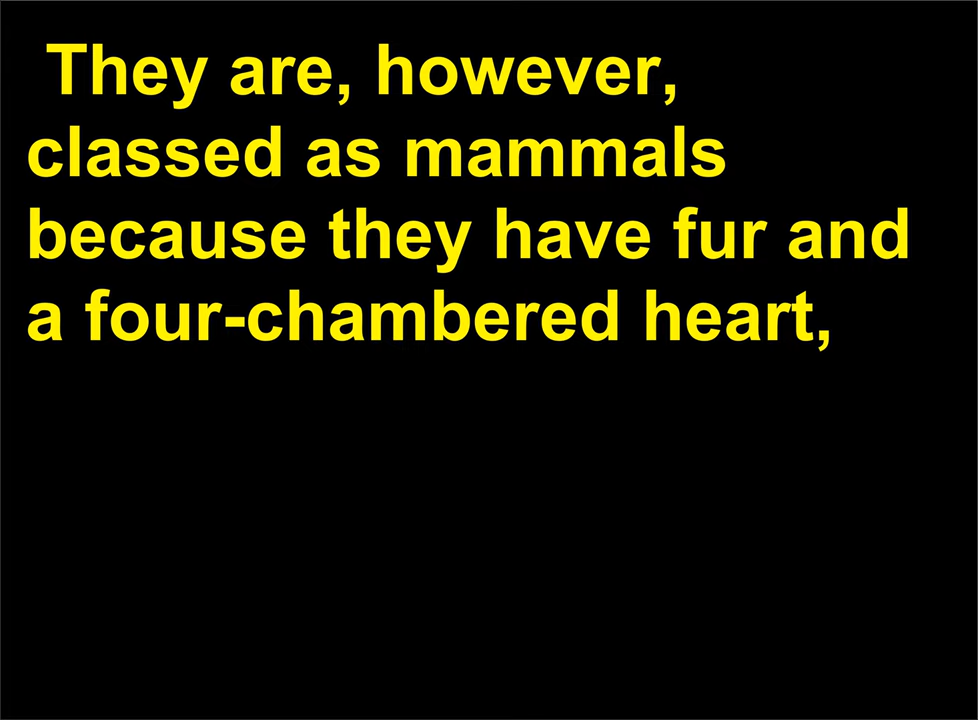 They are, however,
classed as mammals
because they have fur and
a four-chambered heart,